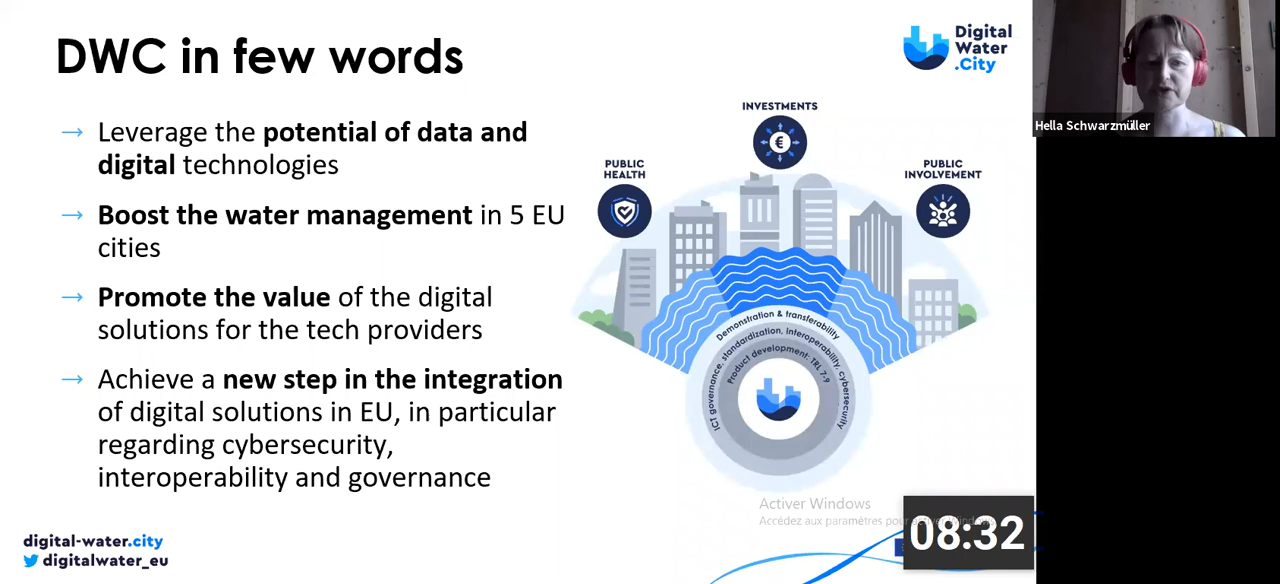 DWC in few words
Digital
Water
.City
Hella Schwarzmüller
→ Leverage the potential of data and
digital technologies
→ Boost the water management in 5 EU
cities
→ Promote the value of the digital
solutions for the tech providers
→ Achieve a new step in the integration
of digital solutions in EU, in particular
regarding cybersecurity,
interoperability and governance
INVESTMENTS
€
PUBLIC
HEALTH
PUBLIC
INVOLVEMENT
Demonstration & transferability
ICT governance, standardization, interoperability, cybersecurity
Product development: TRL 7-9
Activer Windows
Accédez aux paramètres pour
08:32
digital-water.city
digitalwater_eu